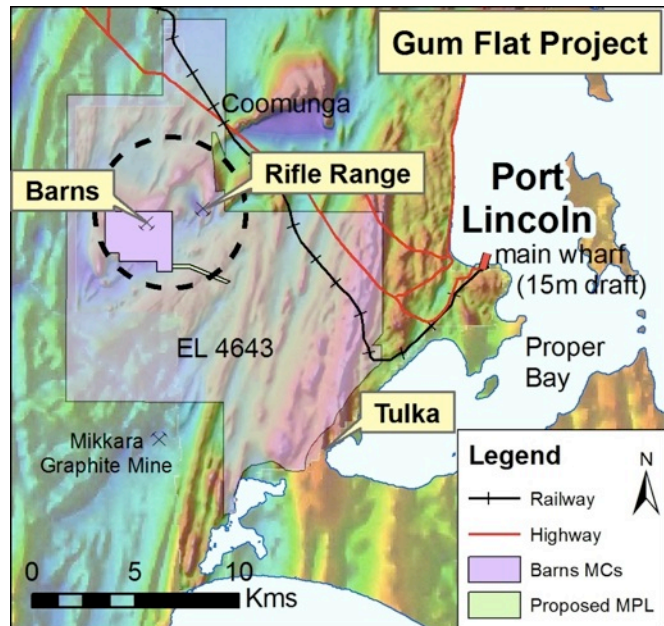 Gum Flat Project
Coomunga
Barns
Rifle Range
Port
Lincoln
main wharf
(15m draft)
EL 4643
Proper
Bay
Tulka
Mikkara
Graphite Mine
Legend
N
Railway
Highway
Barns MCs
Proposed MPL
0 5 10
Kms